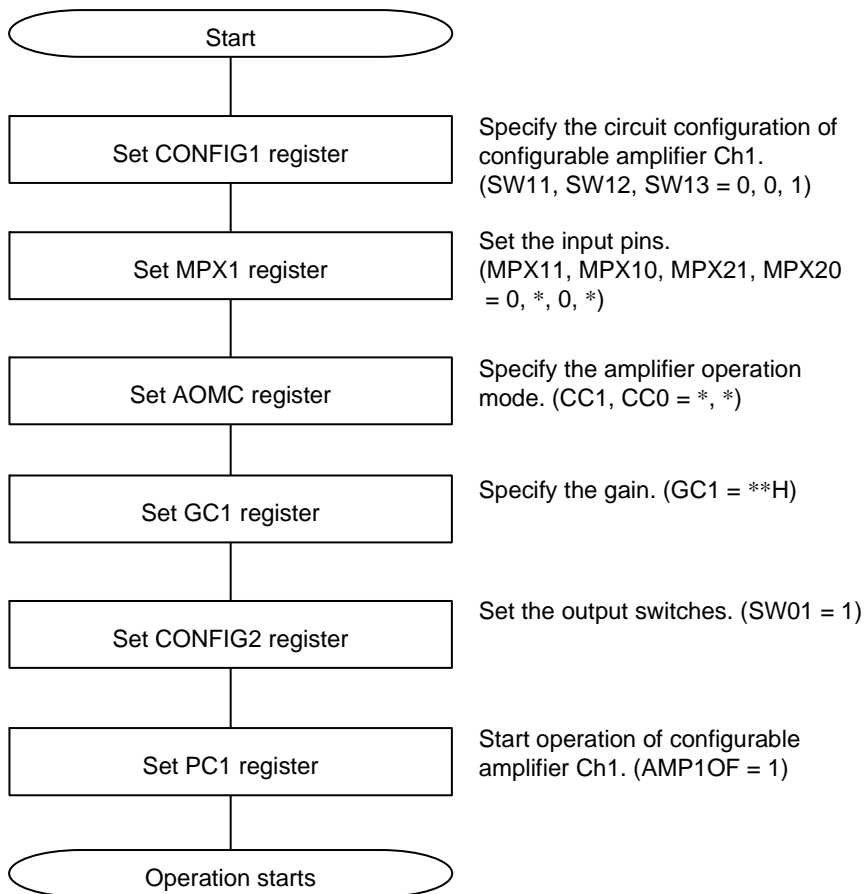 Start
Set CONFIG1 register
Specify the circuit configuration of
configurable amplifier Ch1.
(SW11, SW12, SW13 = 0, 0, 1)
Set MPX1 register
Set the input pins.
(MPX11, MPX10, MPX21, MPX20
= 0, *, 0, *)
Set AOMC register
Specify the amplifier operation
mode. (CC1, CC0 = *, *)
Set GC1 register
Specify the gain. (GC1 = **H)
Set CONFIG2 register
Set the output switches. (SW01 = 1)
Set PC1 register
Start operation of configurable
amplifier Ch1. (AMP1OF = 1)
Operation starts